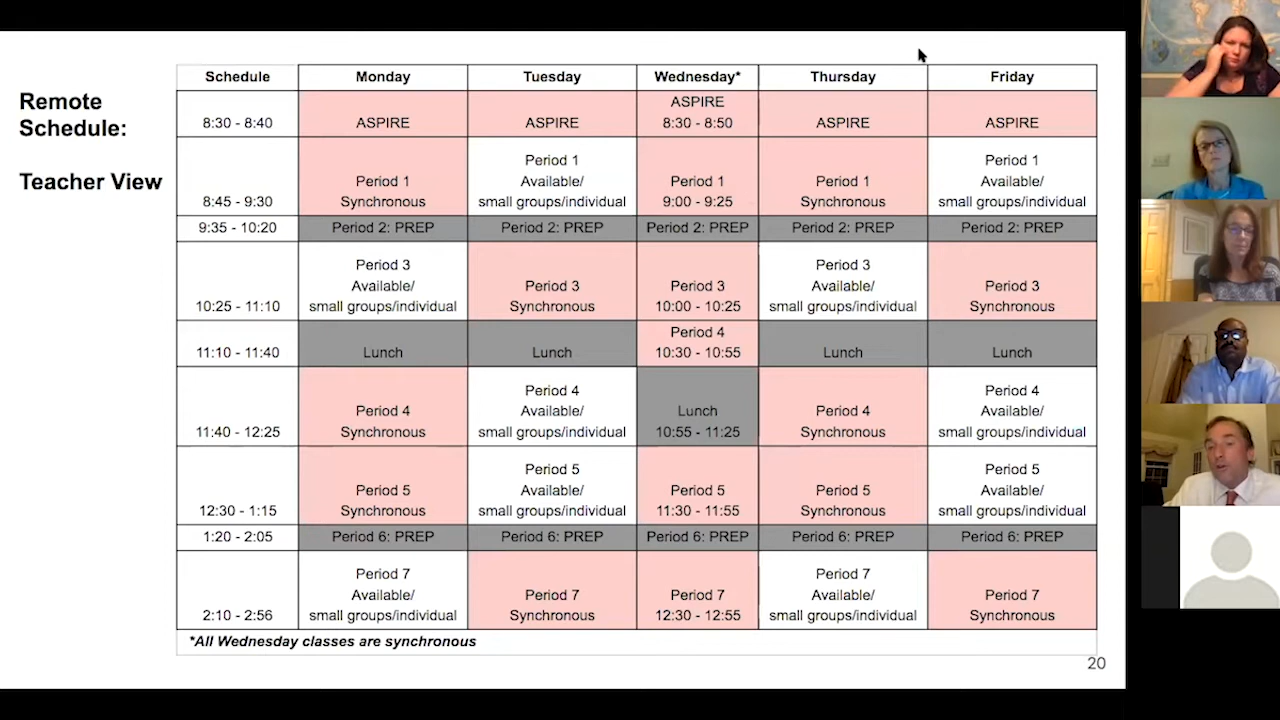 Remote
Schedule:
Teacher View
Schedule Monday Tuesday Wednesday* Thursday Friday
ASPIRE
8:30 - 8:40 ASPIRE ASPIRE 8:30 - 8:50 ASPIRE ASPIRE
Period 1 Period 1
Period 1 Available/ Period 1 Period 1 Available/
8:45 - 9:30 Synchronous small groups/individual 9:00 - 9:25 Synchronous small groups/individual
9:35 - 10:20 Period 2: PREP Period 2: PREP Period 2: PREP Period 2: PREP Period 2: PREP
Period 3 Period 3
Available/ Period 3 Period 3 Available/ Period 3
10:25 - 11:10 small groups/individual Synchronous 10:00 - 10:25 small groups/individual Synchronous
Period 4
11:10 - 11:40 Lunch Lunch 10:30 - 10:55 Lunch Lunch
Period 4 Period 4
Period 4 Available/ Lunch Period 4 Available/
11:40 - 12:25 Synchronous small groups/individual 10:55 - 11:25 Synchronous small groups/individual
Period 5 Period 5
Period 5 Available/ Period 5 Period 5 Available/
12:30 - 1:15 Synchronous small groups/individual 11:30 - 11:55 Synchronous small groups/individual
1:20 - 2:05 Period 6: PREP Period 6: PREP Period 6: PREP Period 6: PREP Period 6: PREP
Period 7 Period 7
Available/ Period 7 Period 7 Available/ Period 7
2:10 - 2:56 small groups/individual Synchronous 12:30 - 12:55 small groups/individual Synchronous
*All Wednesday classes are synchronous
20